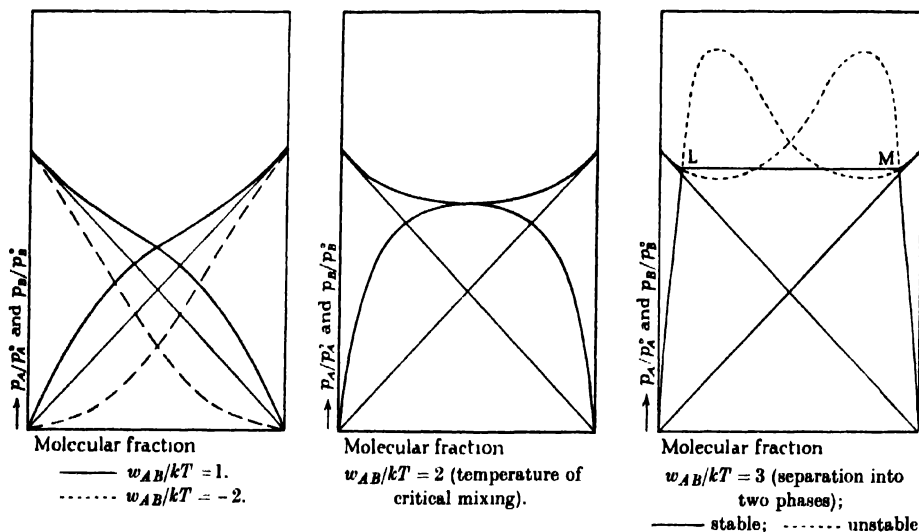 p_A/p_A° and p_B/p_B°
Molecular fraction
w_AB/kT = 1.
w_AB/kT = -2.
p_A/p_A° and p_B/p_B°
Molecular fraction
w_AB/kT = 2 (temperature of
critical mixing).
L M
p_A/p_A° and p_B/p_B°
Molecular fraction
w_AB/kT = 3 (separation into
two phases);
stable; unstable